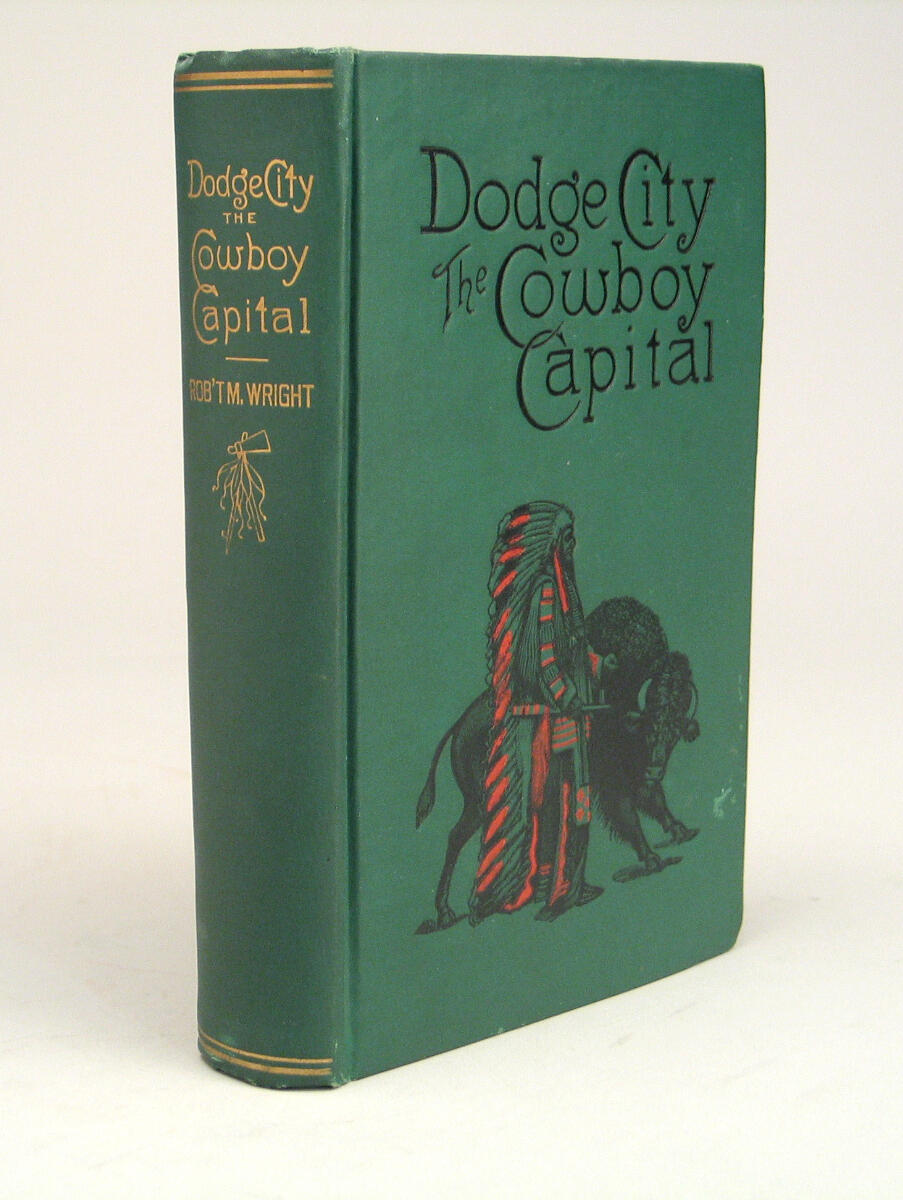 Dodge City
THE
Cowboy
Capital
ROB'T M. WRIGHT
Dodge City
The Cowboy
Capital